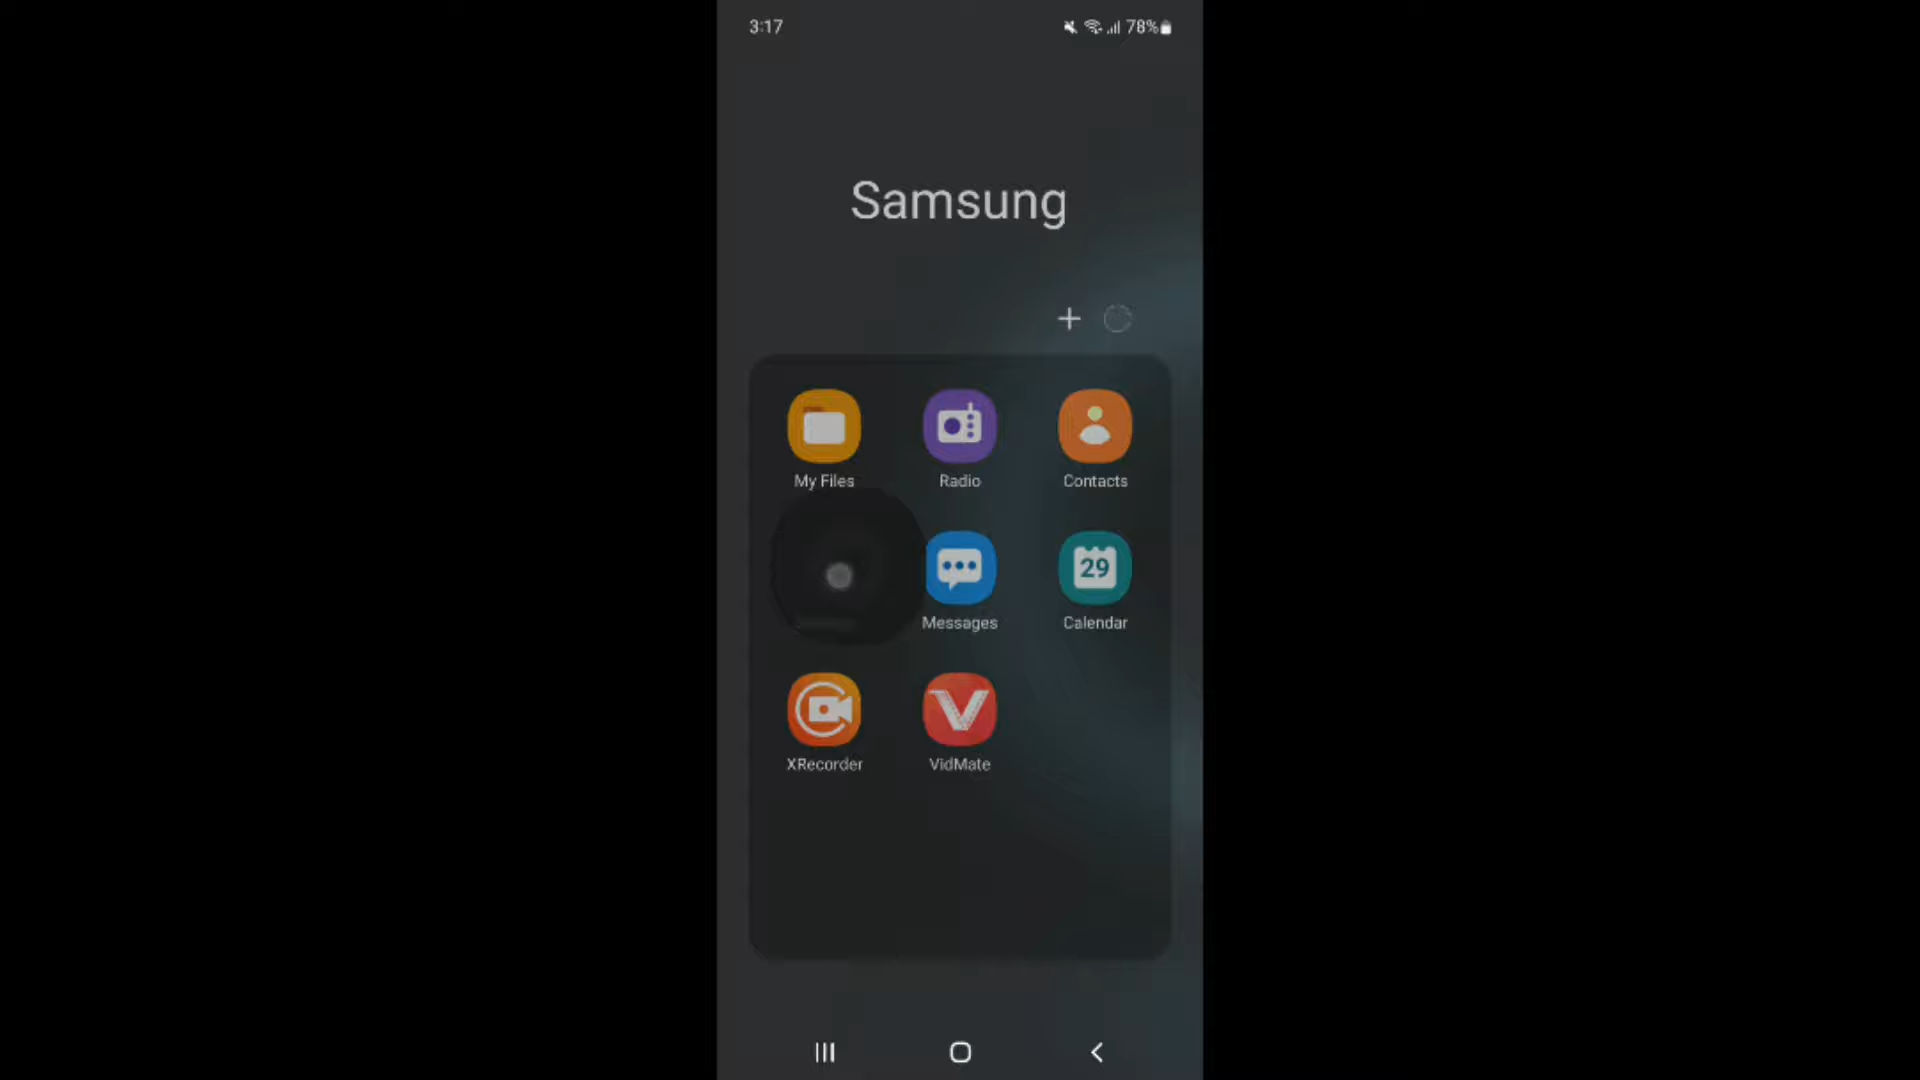 3:17 78%
Samsung
My Files Radio Contacts
29
Messages Calendar
XRecorder VidMate